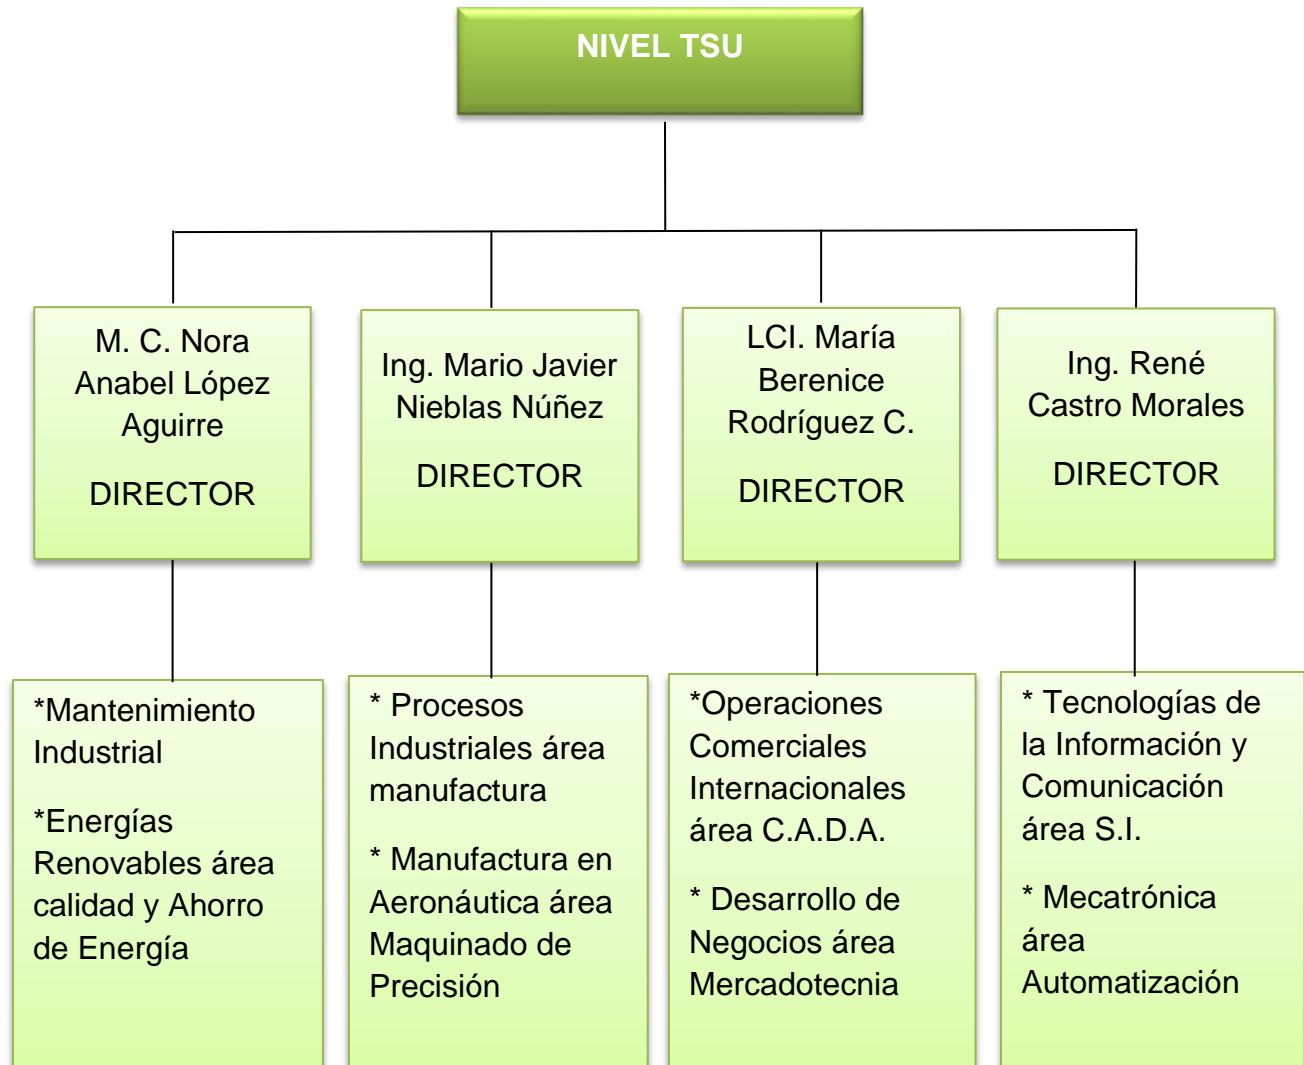 NIVEL TSU
M. C. Nora
Anabel López
Aguirre
DIRECTOR
Ing. Mario Javier
Nieblas Núñez
DIRECTOR
LCI. María
Berenice
Rodríguez C.
DIRECTOR
Ing. René
Castro Morales
DIRECTOR
*Mantenimiento
Industrial
*Energías
Renovables área
calidad y Ahorro
de Energía
* Procesos
Industriales área
manufactura
* Manufactura en
Aeronáutica área
Maquinado de
Precisión
*Operaciones
Comerciales
Internacionales
área C.A.D.A.
* Desarrollo de
Negocios área
Mercadotecnia
* Tecnologías de
la Información y
Comunicación
área S.I.
* Mecatrónica
área
Automatización